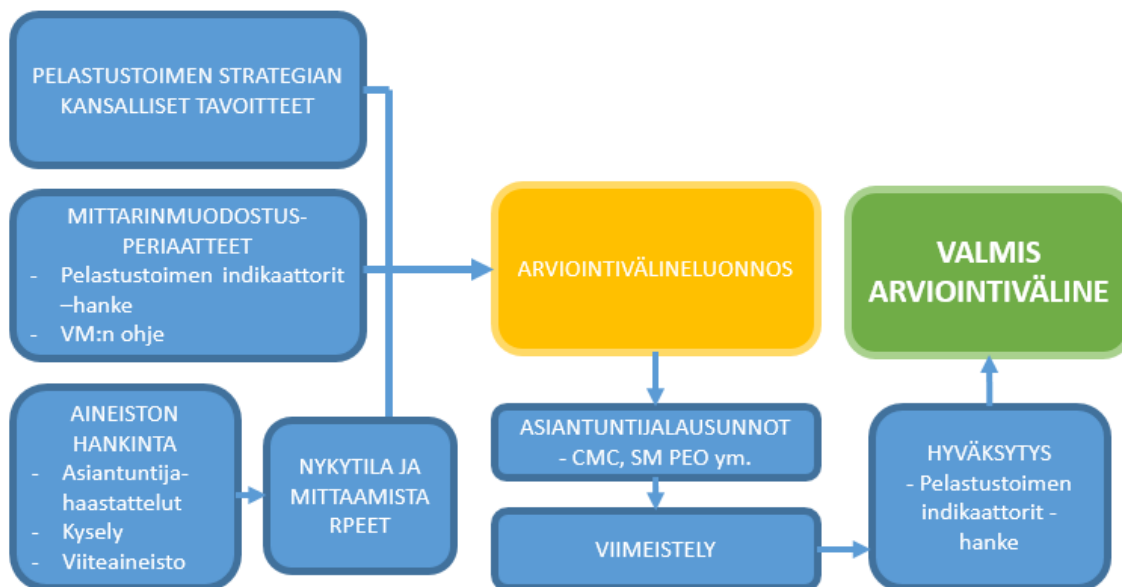 PELASTUSTOIMEN STRATEGIAN
KANSALLISET TAVOITTEET
MITTARINMUODOSTUS-
PERIAATTEET
- Pelastustoimen indikaattorit
–hanke
- VM:n ohje
AINEISTON
HANKINTA
- Asiantuntija-
haastattelut
- Kysely
- Viiteaineisto
NYKYTILA JA
MITTAAMISTA
RPEET
ARVIOINTIVÄLINELUONNOS
ASIANTUNTIJALAUSUNNOT
- CMC, SM PEO ym.
VIIMEISTELY
HYVÄKSYTYS
- Pelastustoimen
indikaattorit -
hanke
VALMIS
ARVIOINTIVÄLINE